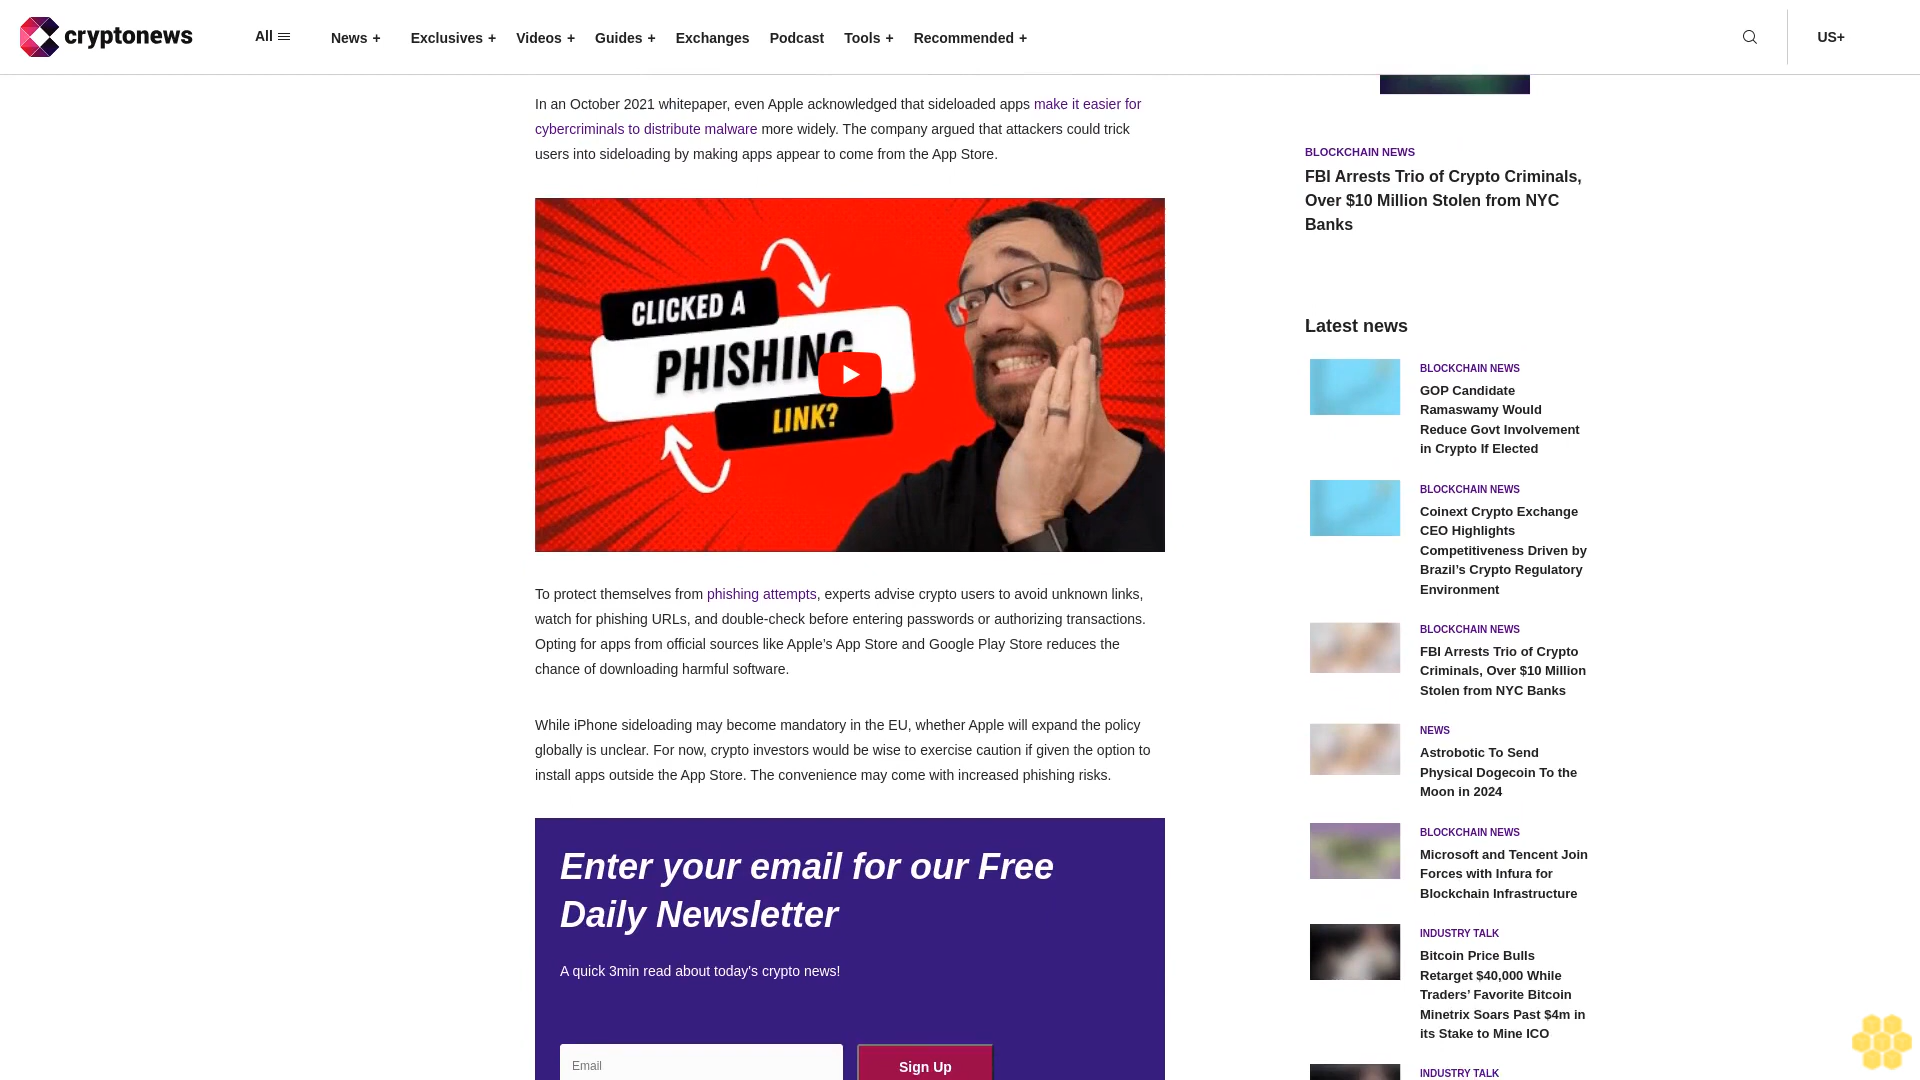 cryptonews
All
News +
Exclusives +
Videos +
Guides +
Exchanges
Podcast
Tools +
Recommended +
US+
In an October 2021 whitepaper, even Apple acknowledged that sideloaded apps make it easier for
cybercriminals to distribute malware more widely. The company argued that attackers could trick
users into sideloading by making apps appear to come from the App Store.
CLICKED A
PHISHING
LINK?
To protect themselves from phishing attempts, experts advise crypto users to avoid unknown links,
watch for phishing URLs, and double-check before entering passwords or authorizing transactions.
Opting for apps from official sources like Apple’s App Store and Google Play Store reduces the
chance of downloading harmful software.
While iPhone sideloading may become mandatory in the EU, whether Apple will expand the policy
globally is unclear. For now, crypto investors would be wise to exercise caution if given the option to
install apps outside the App Store. The convenience may come with increased phishing risks.
Enter your email for our Free
Daily Newsletter
A quick 3min read about today's crypto news!
Email
Sign Up
BLOCKCHAIN NEWS
FBI Arrests Trio of Crypto Criminals,
Over $10 Million Stolen from NYC
Banks
Latest news
BLOCKCHAIN NEWS
GOP Candidate
Ramaswamy Would
Reduce Govt Involvement
in Crypto If Elected
BLOCKCHAIN NEWS
Coinext Crypto Exchange
CEO Highlights
Competitiveness Driven by
Brazil’s Crypto Regulatory
Environment
BLOCKCHAIN NEWS
FBI Arrests Trio of Crypto
Criminals, Over $10 Million
Stolen from NYC Banks
NEWS
Astrobotic To Send
Physical Dogecoin To the
Moon in 2024
BLOCKCHAIN NEWS
Microsoft and Tencent Join
Forces with Infura for
Blockchain Infrastructure
INDUSTRY TALK
Bitcoin Price Bulls
Retarget $40,000 While
Traders’ Favorite Bitcoin
Minetrix Soars Past $4m in
its Stake to Mine ICO
INDUSTRY TALK